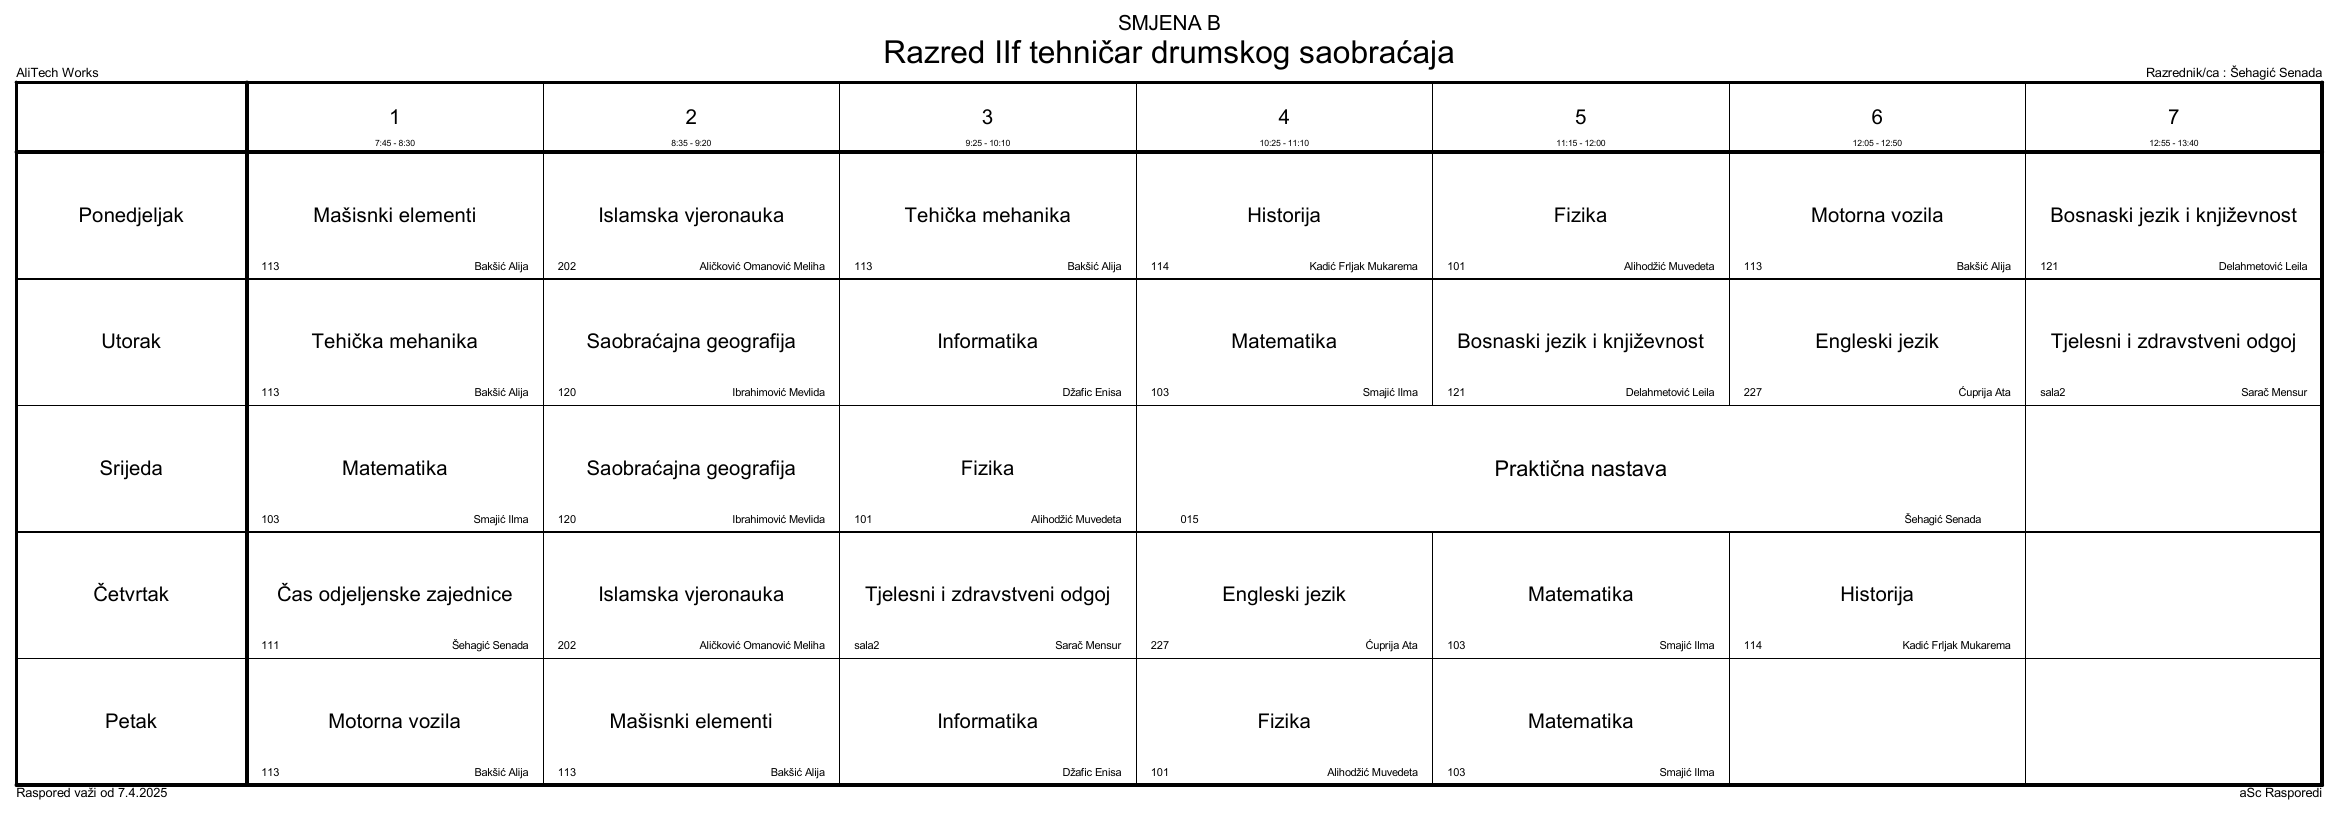 SMJENA B
Razred IIf tehničar drumskog saobraćaja
AliTech Works
Razrednik/ca : Šehagić Senada
1 2 3 4 5 6 7
7:45 - 8:30 8:35 - 9:20 9:25 - 10:10 10:25 - 11:10 11:15 - 12:00 12:05 - 12:50 12:55 - 13:40
Ponedjeljak Mašisnki elementi Islamska vjeronauka Tehička mehanika Historija Fizika Motorna vozila Bosnaski jezik i književnost
113 Bakšić Alija 202 Aličković Omanović Meliha 113 Bakšić Alija 114 Kadić Frljak Mukarema 101 Alihodžić Muvedeta 113 Bakšić Alija 121 Delahmetović Leila
Utorak Tehička mehanika Saobraćajna geografija Informatika Matematika Bosnaski jezik i književnost Engleski jezik Tjelesni i zdravstveni odgoj
113 Bakšić Alija 120 Ibrahimović Mevlida Džafic Enisa 103 Smajić Ilma 121 Delahmetović Leila 227 Ćuprija Ata sala2 Sarač Mensur
Srijeda Matematika Saobraćajna geografija Fizika Praktična nastava
103 Smajić Ilma 120 Ibrahimović Mevlida 101 Alihodžić Muvedeta 015 Šehagić Senada
Četvrtak Čas odjeljenske zajednice Islamska vjeronauka Tjelesni i zdravstveni odgoj Engleski jezik Matematika Historija
111 Šehagić Senada 202 Aličković Omanović Meliha sala2 Sarač Mensur 227 Ćuprija Ata 103 Smajić Ilma 114 Kadić Frljak Mukarema
Petak Motorna vozila Mašisnki elementi Informatika Fizika Matematika
113 Bakšić Alija 113 Bakšić Alija Džafic Enisa 101 Alihodžić Muvedeta 103 Smajić Ilma
Raspored važi od 7.4.2025
aSc Rasporedi